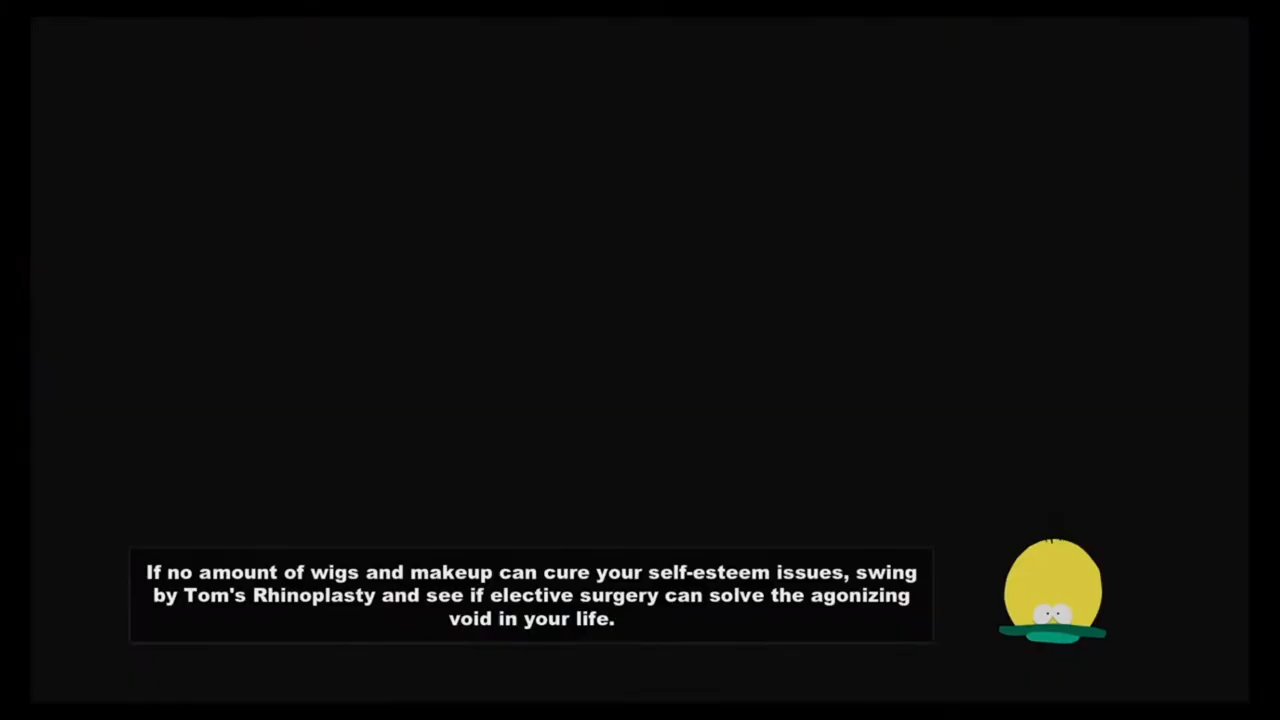 If no amount of wigs and makeup can cure your self-esteem issues, swing
by Tom's Rhinoplasty and see if elective surgery can solve the agonizing
void in your life.